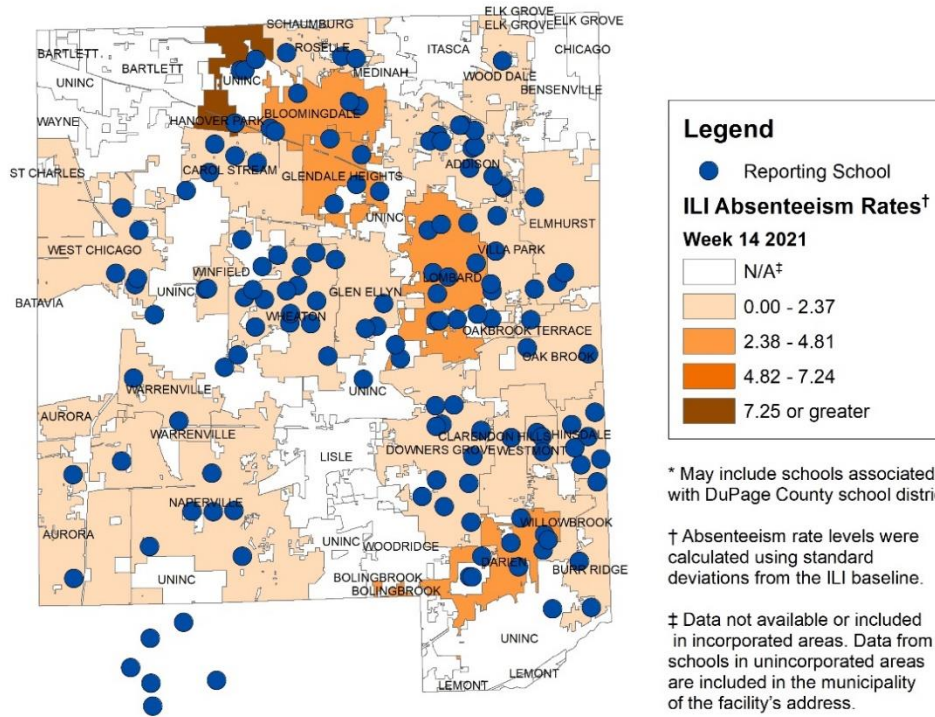 ELK GROVE
SCHAUMBURG
ELK GROVE
ELK GROVE
BARTLETT
ROSELLE
ITASCA
CHICAGO
BARTLETT
UNINC
MEDINAH
UNINC
WOOD DALE
BENSENVILLE
WAYNE
HANOVER PARK
BLOOMINGDALE
ADDISON
ST CHARLES
CAROL STREAM
GLENDALE HEIGHTS
UNINC
ELMHURST
WEST CHICAGO
VILLA PARK
WINFIELD
LOMBARD
BATAVIA
UNINC
GLEN ELLYN
WHEATON
OAKBROOK TERRACE
OAK BROOK
WARRENVILLE
UNINC
AURORA
WARRENVILLE
CLARENDON HILLS
HINSDALE
LISLE
DOWNERS GROVE
WESTMONT
NAPERVILLE
WILLOWBROOK
AURORA
UNINC
WOODRIDGE
DARIEN
BURR RIDGE
UNINC
BOLINGBROOK
BOLINGBROOK
UNINC
LEMONT
LEMONT
Legend
Reporting School
ILI Absenteeism Rates†
Week 14 2021
N/A‡
0.00 - 2.37
2.38 - 4.81
4.82 - 7.24
7.25 or greater
* May include schools associated
with DuPage County school distri
† Absenteeism rate levels were
calculated using standard
deviations from the ILI baseline.
‡ Data not available or included
in incorporated areas. Data from
schools in unincorporated areas
are included in the municipality
of the facility's address.